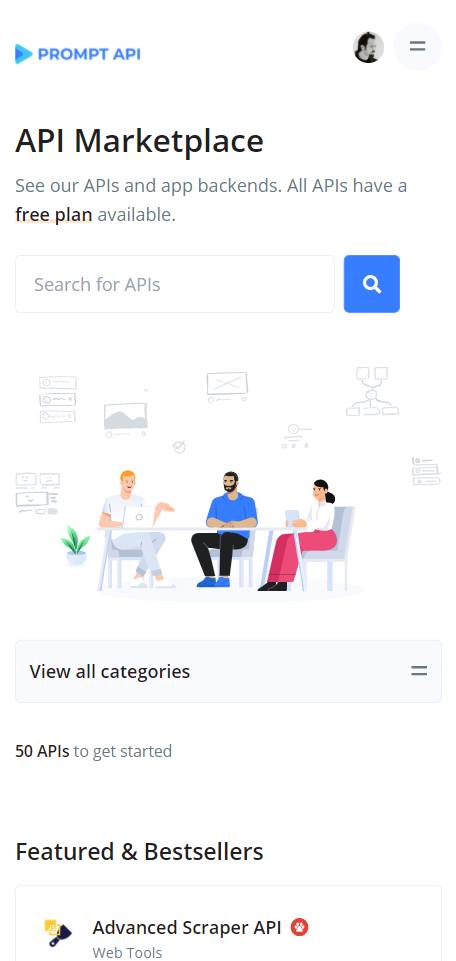 PROMPT API
API Marketplace
See our APIs and app backends. All APIs have a
free plan available.
Search for APIs
View all categories
50 APIs to get started
Featured & Bestsellers
Advanced Scraper API
Web Tools